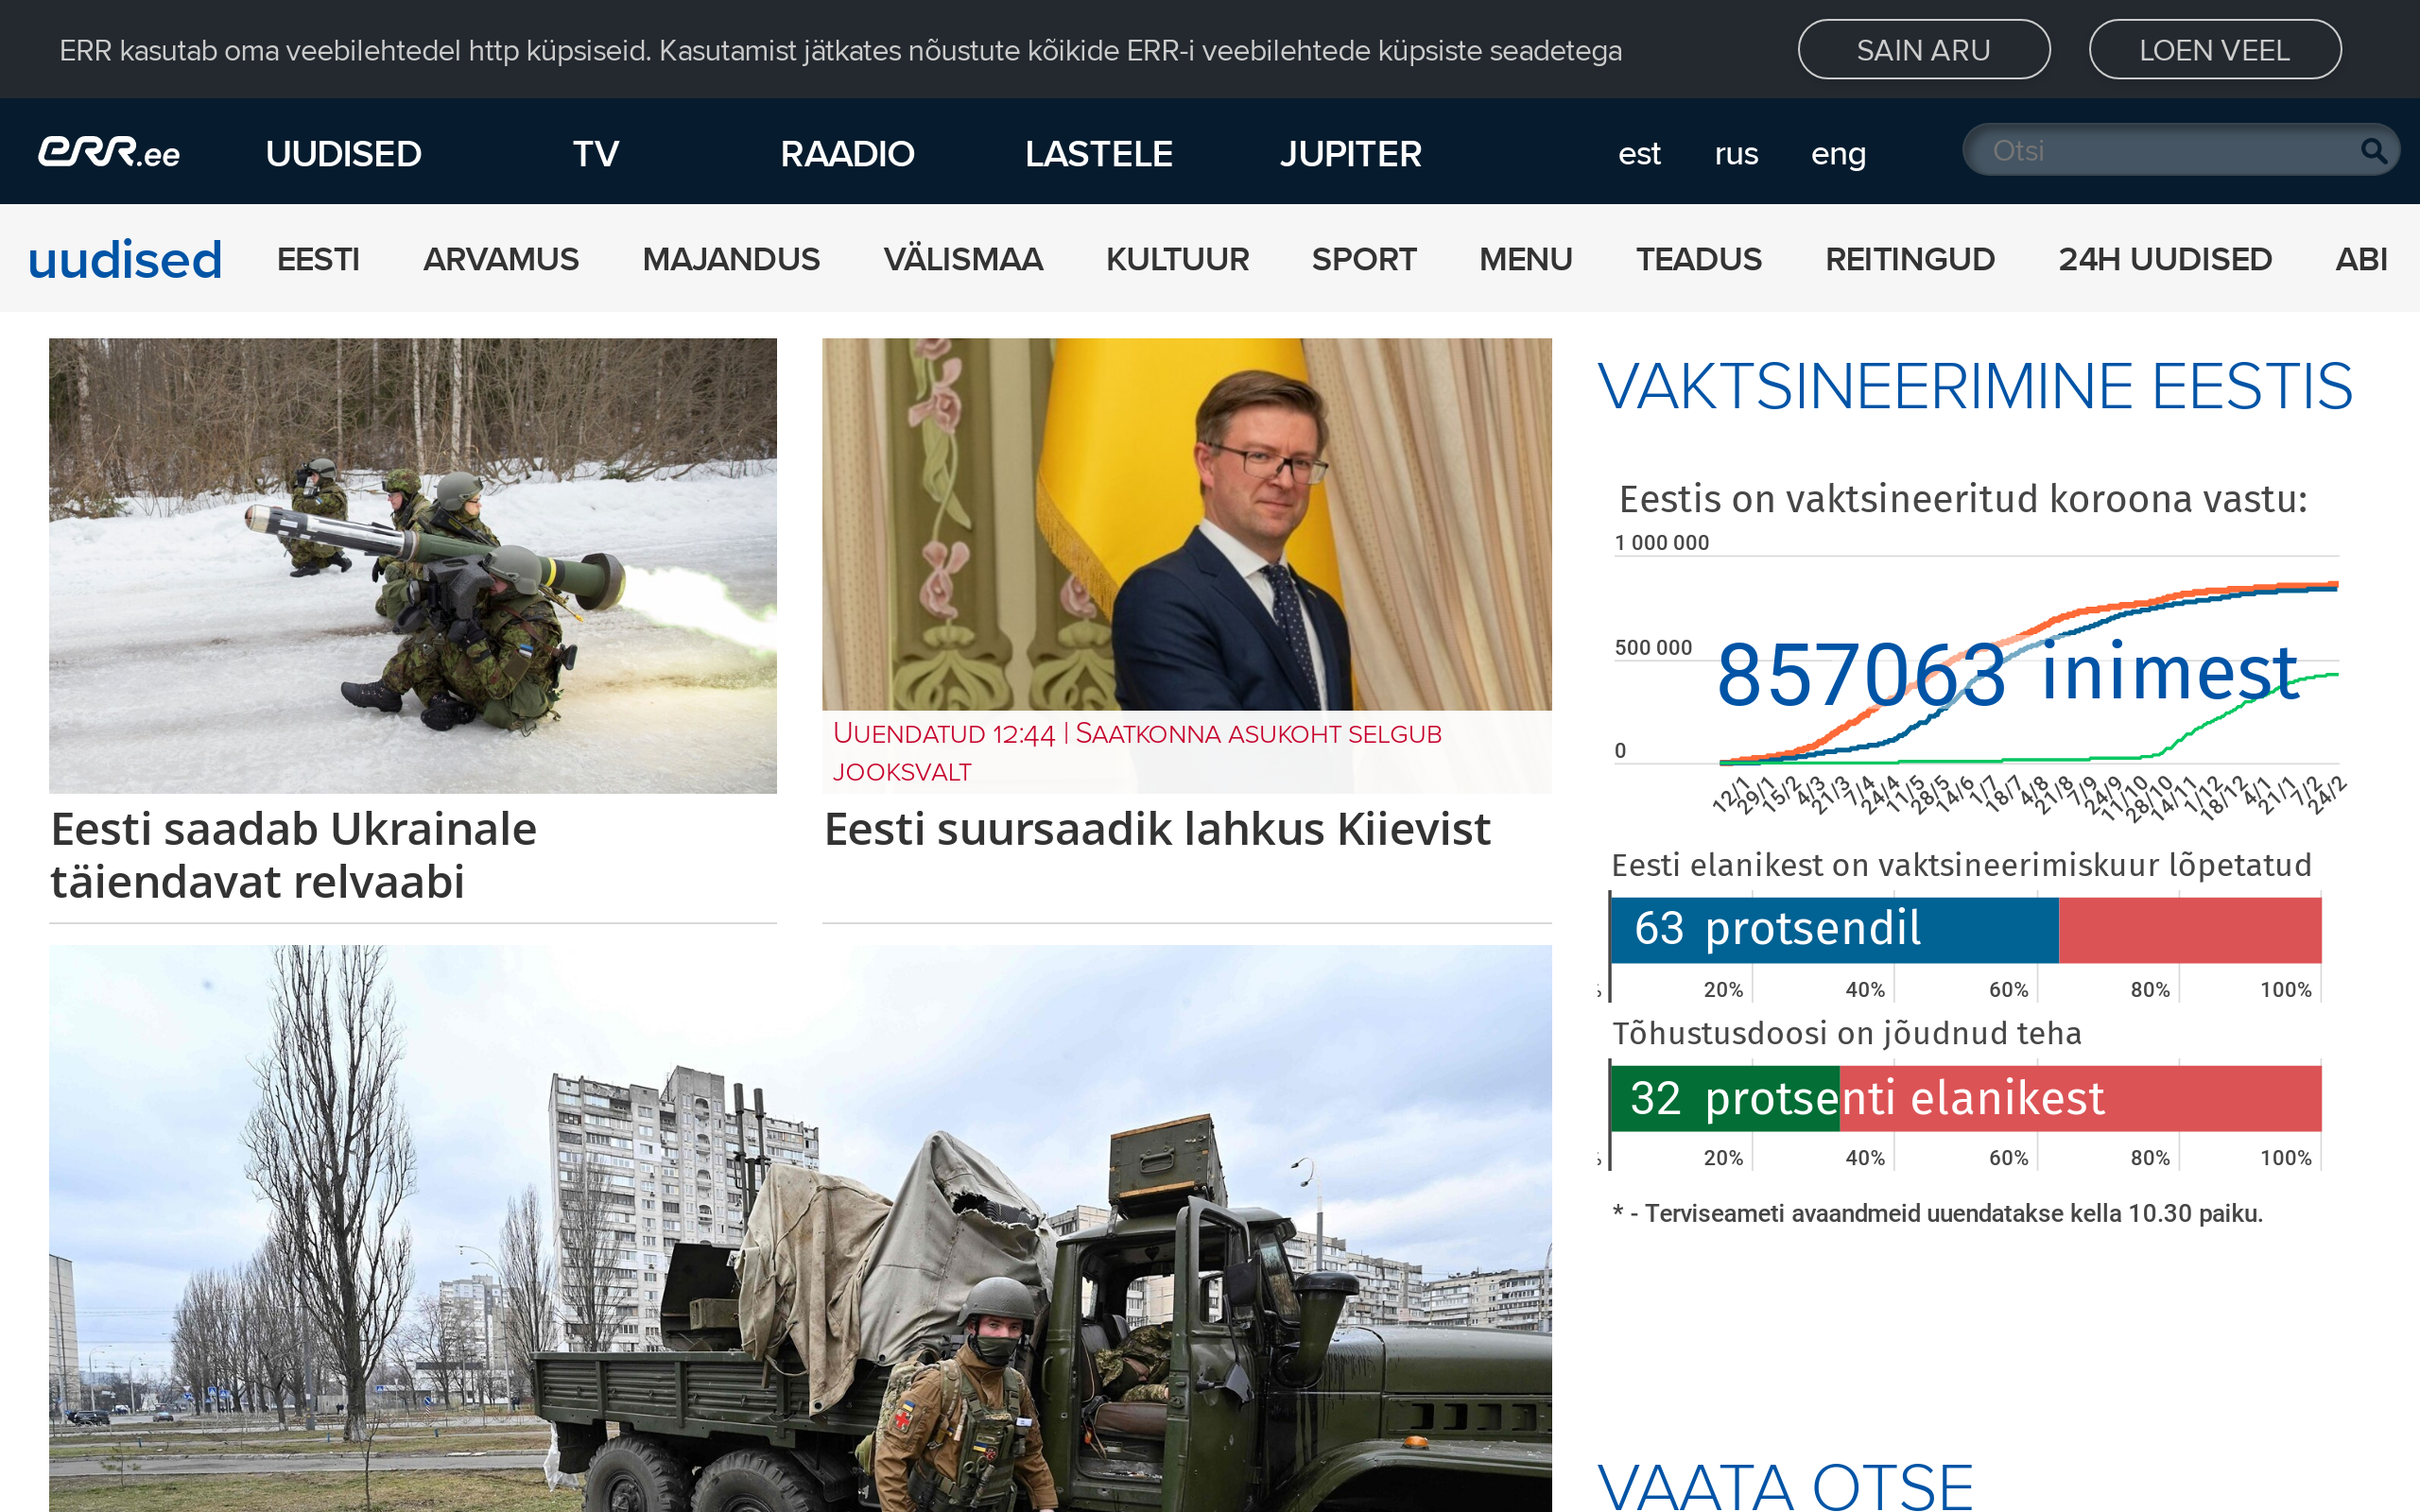 ERR kasutab oma veebilehtedel http küpsiseid. Kasutamist jätkates nõustute kõikide ERR-i veebilehtede küpsiste seadetega
SAIN ARU
LOEN VEEL
err.ee
UUDISED
TV
RAADIO
LASTELE
JUPITER
est
rus
eng
Otsi
uudised
EESTI
ARVAMUS
MAJANDUS
VÄLISMAA
KULTUUR
SPORT
MENU
TEADUS
REITINGUD
24H UUDISED
ABI
Uuendatud 12:44 | Saatkonna asukoht selgub
jooksvalt
Eesti saadab Ukrainale
täiendavat relvaabi
Eesti suursaadik lahkus Kiievist
VAKTSINEERIMINE EESTIS
Eestis on vaktsineeritud koroona vastu:
1 000 000
500 000
857063 inimest
0
12/1
29/1
15/2
4/3
21/3
7/4
24/4
11/5
28/5
14/6
1/7
18/7
4/8
21/8
7/9
24/9
11/10
28/10
14/11
1/12
18/12
4/1
21/1
7/2
24/2
Eesti elanikest on vaktsineerimiskuur lõpetatud
63 protsendil
20% 40% 60% 80% 100%
Tõhustusdoosi on jõudnud teha
32 protsenti elanikest
20% 40% 60% 80% 100%
* - Terviseameti avaandmeid uuendatakse kella 10.30 paiku.
VAATA OTSE